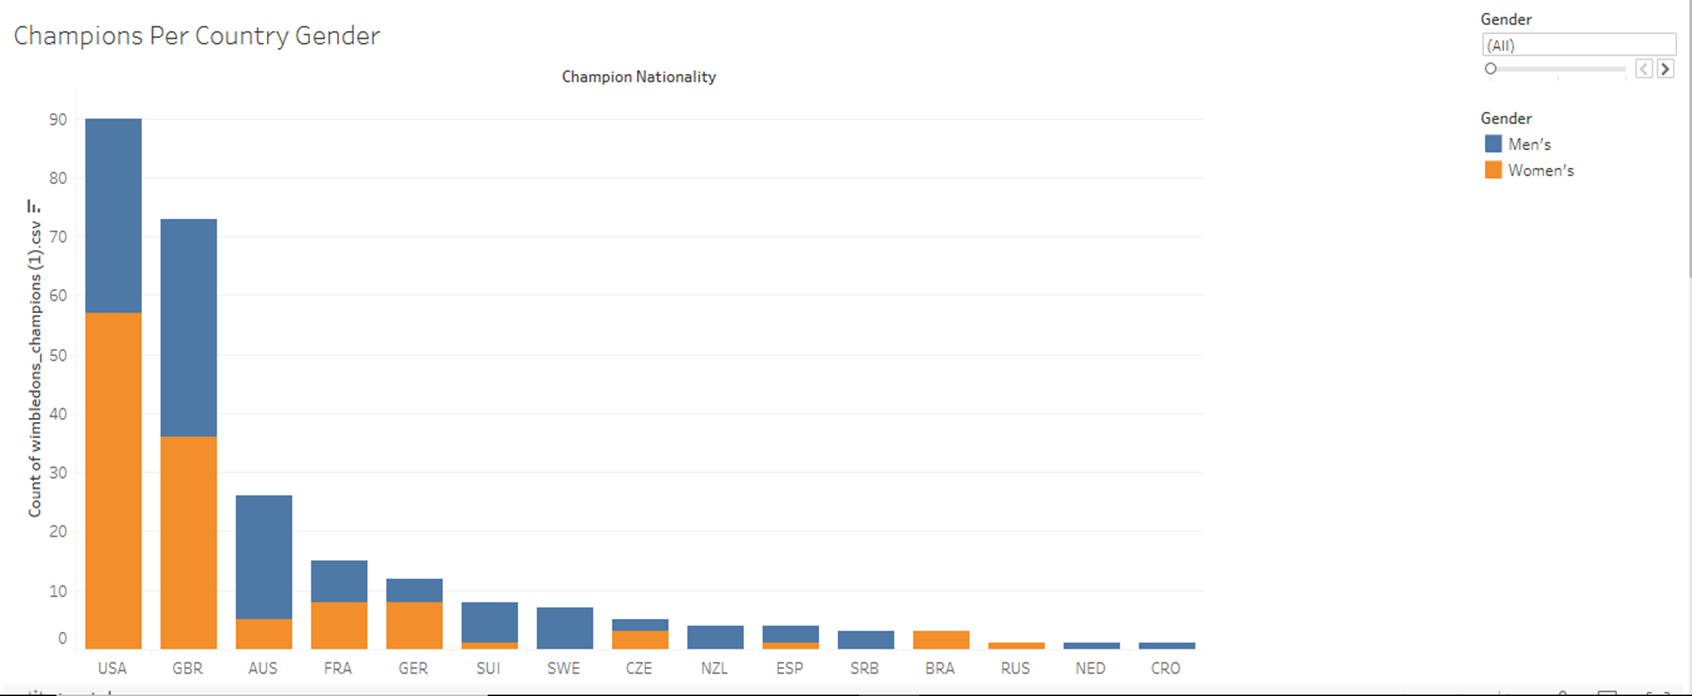 Champions Per Country Gender
Champion Nationality
Count of wimbledons_champions (1).csv
90
80
70
60
50
40
30
20
10
0
USA GBR AUS FRA GER SUI SWE CZE NZL ESP SRB BRA RUS NED CRO
Gender
(All)
Gender
Men's
Women's